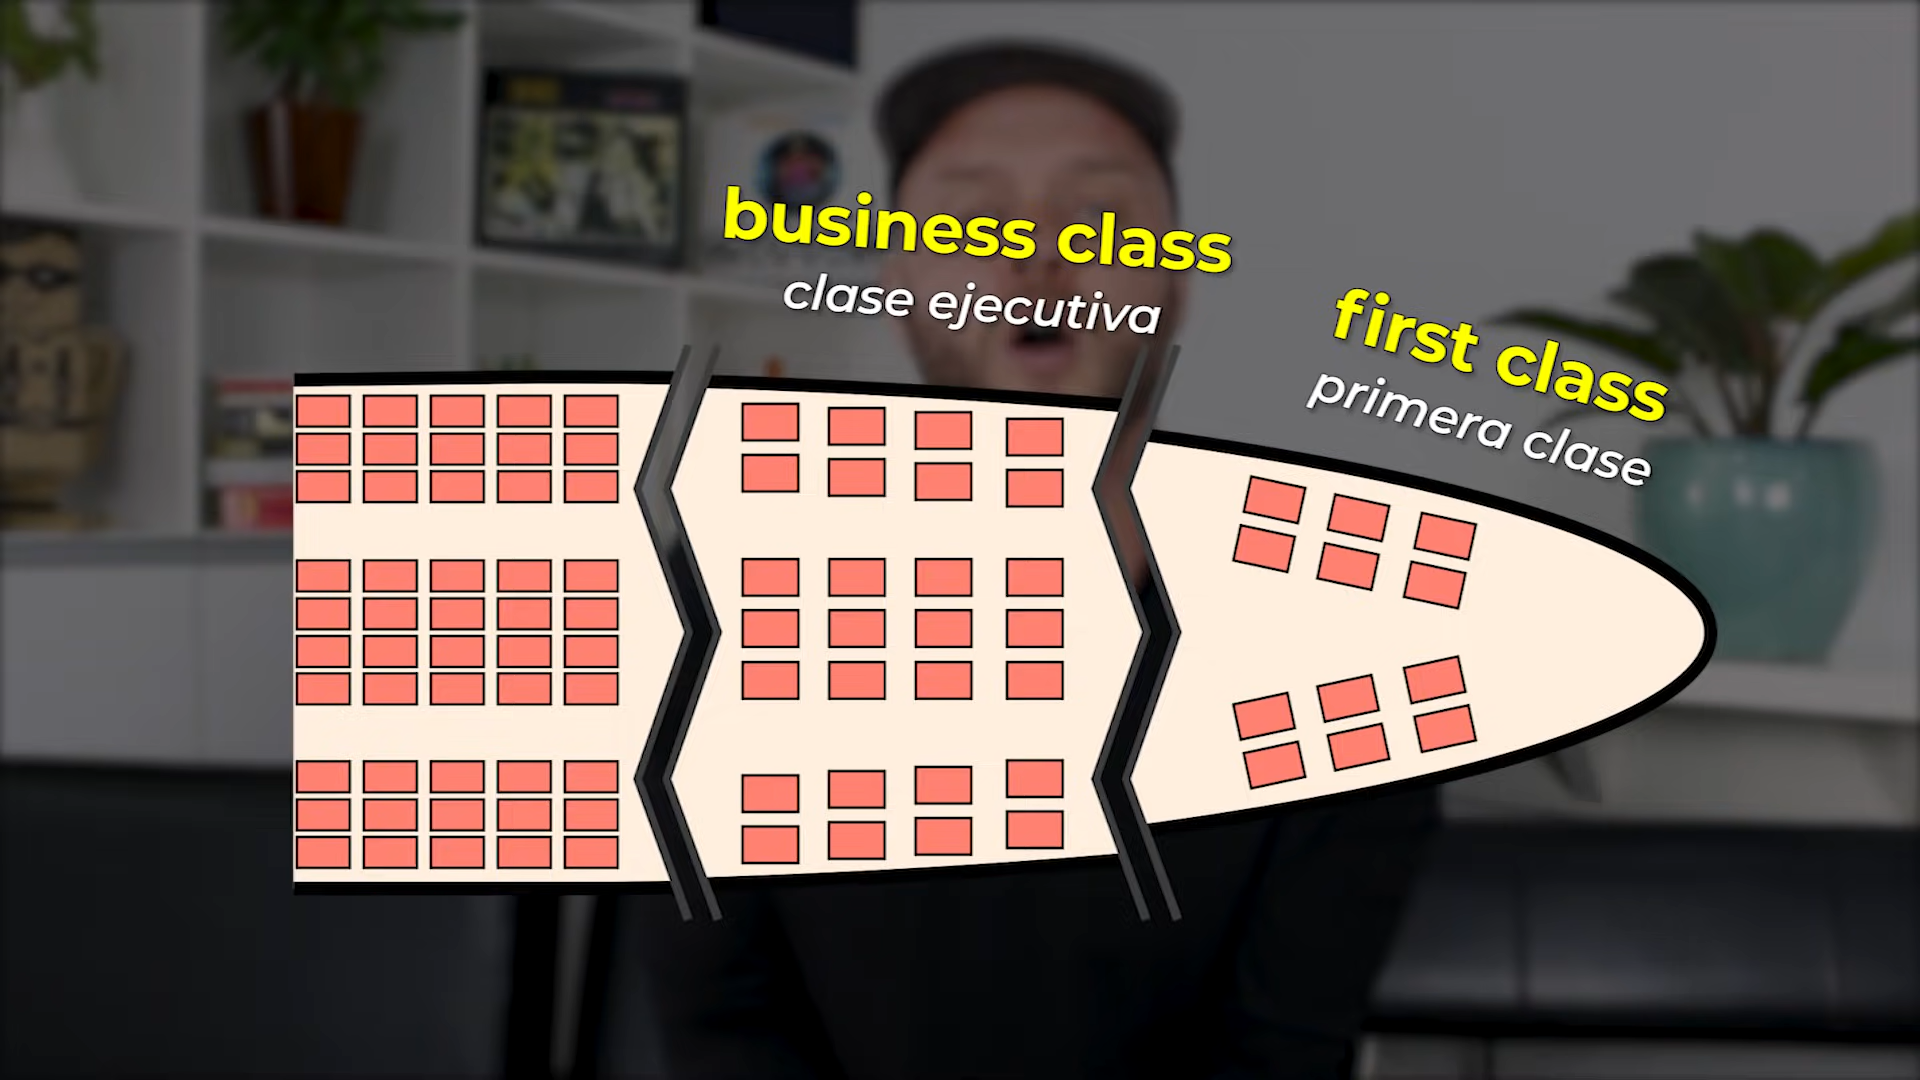 business class
clase ejecutiva
first class
primera clase